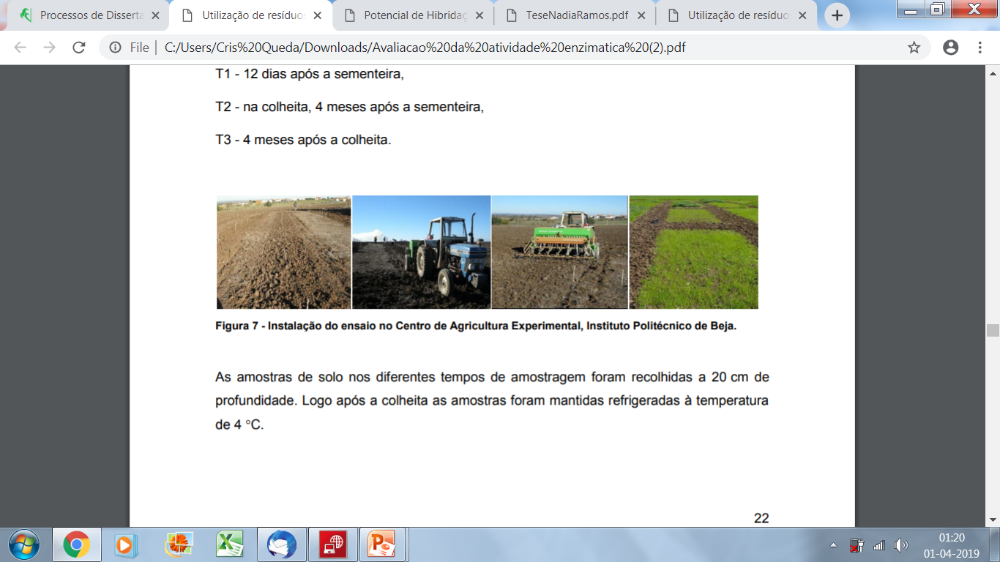 Processos de Disserta
Utilização de resíduo
Potencial de Hibridaç
TeseNadiaRamos.pdf
Utilização de resíduo
File | C:/Users/Cris%20Queda/Downloads/Avaliacao%20da%20atividade%20enzimatica%20(2).pdf
T1 - 12 dias após a sementeira,
T2 - na colheita, 4 meses após a sementeira,
T3 - 4 meses após a colheita.
Figura 7 - Instalação do ensaio no Centro de Agricultura Experimental, Instituto Politécnico de Beja.
As amostras de solo nos diferentes tempos de amostragem foram recolhidas a 20 cm de
profundidade. Logo após a colheita as amostras foram mantidas refrigeradas à temperatura
de 4 °C.
22
01:20
01-04-2019